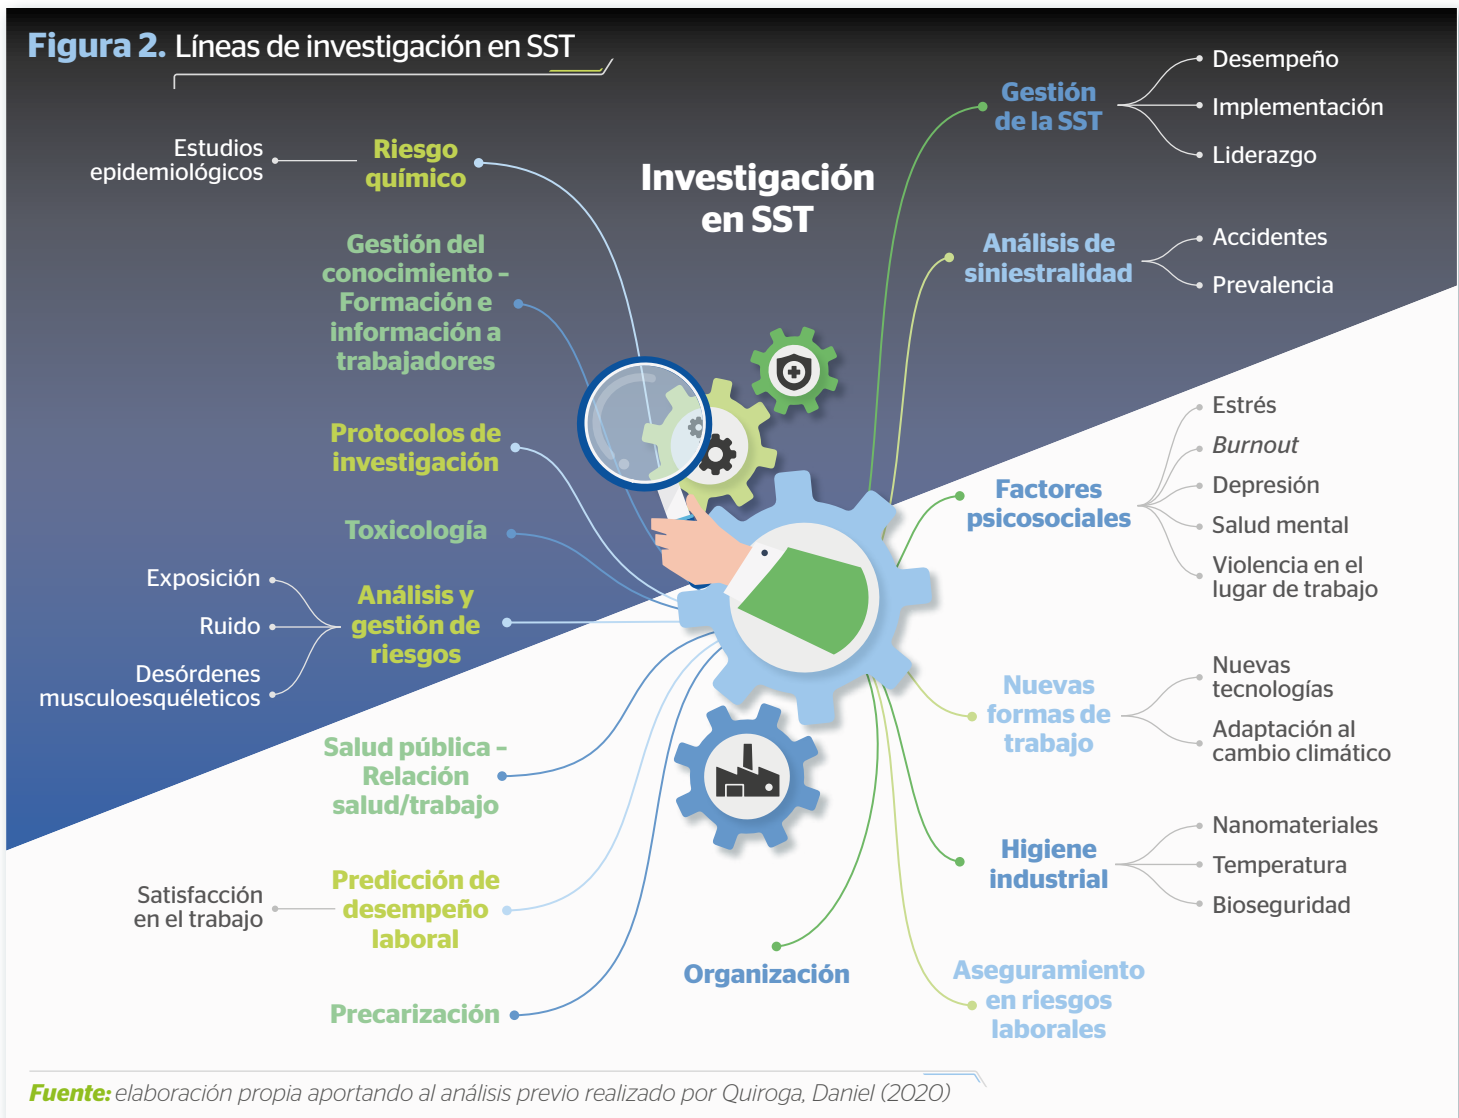 Figura 2. Líneas de investigación en SST
Investigación
en SST
Estudios
epidemiológicos
Riesgo
químico
Gestión del
conocimiento –
Formación e
información a
trabajadores
Protocolos de
investigación
Toxicología
Exposición
Ruido
Desórdenes
musculoesquéleticos
Análisis y
gestión de
riesgos
Salud pública –
Relación
salud/trabajo
Satisfacción
en el trabajo
Predicción de
desempeño
laboral
Precarización
Gestión
de la SST
Desempeño
Implementación
Liderazgo
Análisis de
siniestralidad
Accidentes
Prevalencia
Factores
psicosociales
Estrés
Burnout
Depresión
Salud mental
Violencia en el
lugar de trabajo
Nuevas
formas de
trabajo
Nuevas
tecnologías
Adaptación al
cambio climático
Higiene
industrial
Nanomateriales
Temperatura
Bioseguridad
Organización
Aseguramiento
en riesgos
laborales
Fuente: elaboración propia aportando al análisis previo realizado por Quiroga, Daniel (2020)